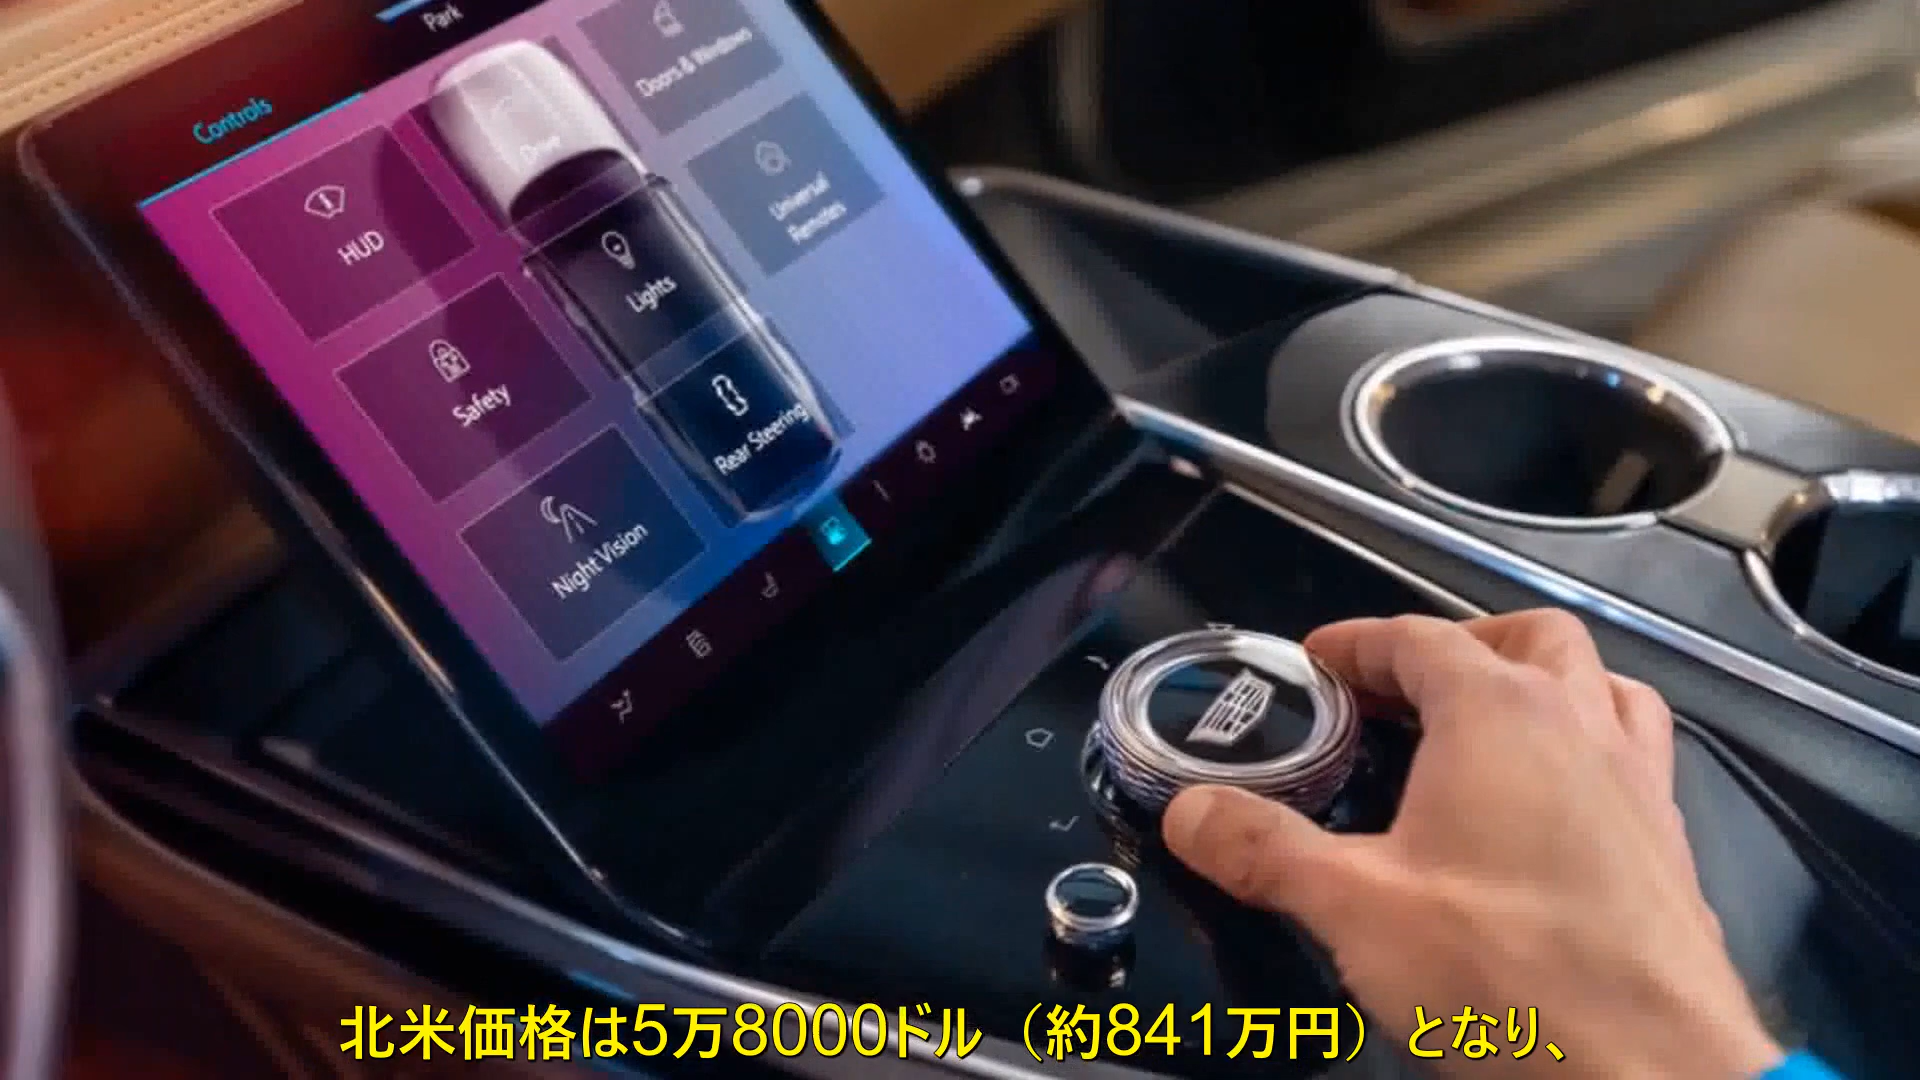 Park
Controls
Doors & Windows
Drive
HUD
Universal
Remotes
Lights
Safety
Rear Steering
Night Vision
北米価格は5万8000ドル（約841万円）となり、